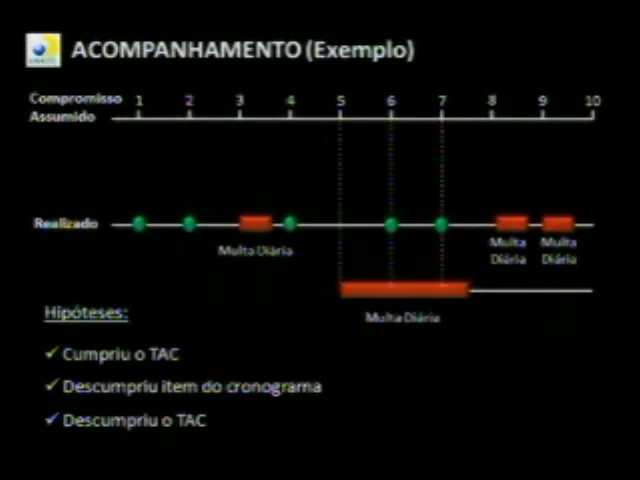 ACOMPANHAMENTO (Exemplo)
Compromisso 1 2 3 4 5 6 7 8 9 10
Assumido
Realizado
Multa Diária
Multa Diária
Multa Diária
Multa Diária
Hipóteses:
✓ Cumpriu o TAC
✓ Descumpriu item do cronograma
✓ Descumpriu o TAC